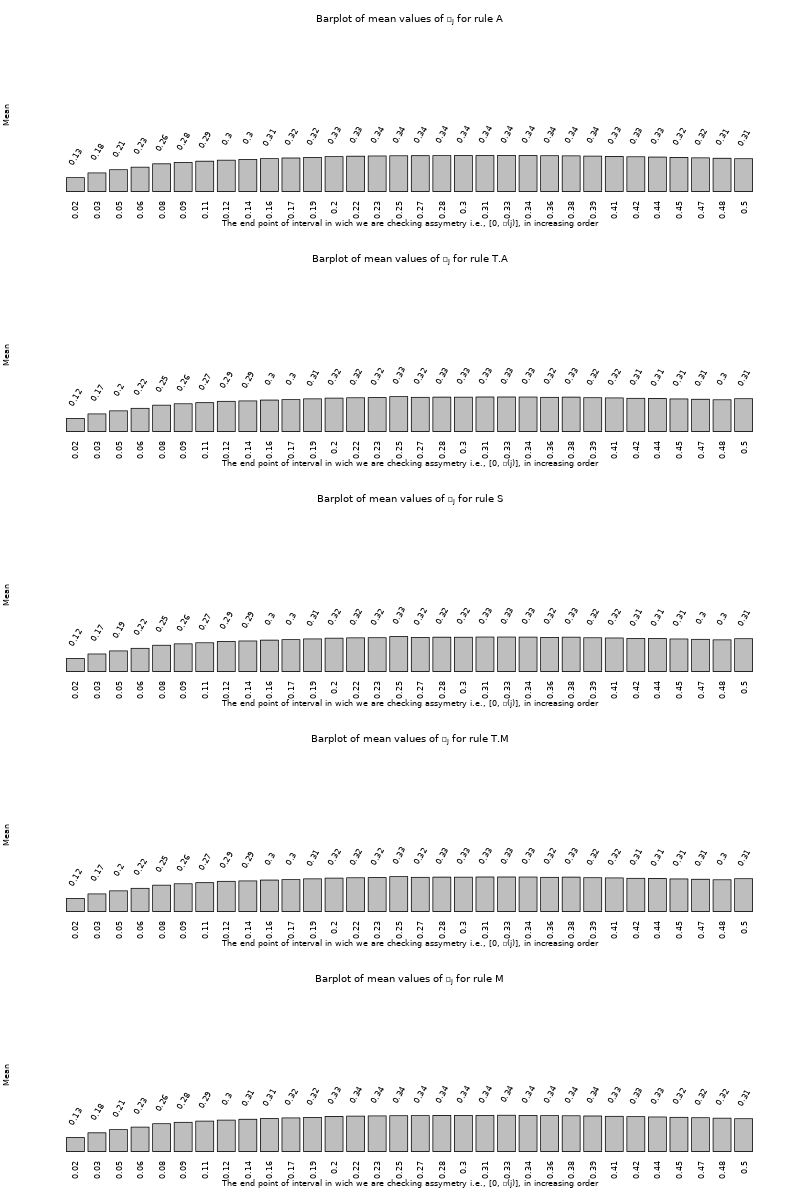 Barplot of mean values of □j for rule A
Mean
0.13 0.18 0.21 0.23 0.26 0.28 0.29 0.3 0.3 0.31 0.32 0.32 0.33 0.33 0.34 0.34 0.34 0.34 0.34 0.34 0.34 0.34 0.34 0.34 0.34 0.33 0.33 0.33 0.32 0.32 0.31 0.31
0.02 0.03 0.05 0.06 0.08 0.09 0.11 0.12 0.14 0.16 0.17 0.19 0.2 0.22 0.23 0.25 0.27 0.28 0.3 0.31 0.33 0.34 0.36 0.38 0.39 0.41 0.42 0.44 0.45 0.47 0.48 0.5
The end point of interval in wich we are checking assymetry i.e., [0, □(j)], in increasing order
Barplot of mean values of □j for rule T.A
Mean
0.12 0.17 0.2 0.22 0.25 0.26 0.27 0.29 0.29 0.3 0.3 0.31 0.32 0.32 0.32 0.33 0.32 0.33 0.33 0.33 0.33 0.33 0.32 0.33 0.32 0.32 0.31 0.31 0.31 0.31 0.3 0.31
0.02 0.03 0.05 0.06 0.08 0.09 0.11 0.12 0.14 0.16 0.17 0.19 0.2 0.22 0.23 0.25 0.27 0.28 0.3 0.31 0.33 0.34 0.36 0.38 0.39 0.41 0.42 0.44 0.45 0.47 0.48 0.5
The end point of interval in wich we are checking assymetry i.e., [0, □(j)], in increasing order
Barplot of mean values of □j for rule S
Mean
0.12 0.17 0.19 0.22 0.25 0.26 0.27 0.29 0.29 0.3 0.3 0.31 0.32 0.32 0.32 0.33 0.32 0.32 0.32 0.33 0.33 0.33 0.32 0.33 0.32 0.32 0.31 0.31 0.31 0.3 0.3 0.31
0.02 0.03 0.05 0.06 0.08 0.09 0.11 0.12 0.14 0.16 0.17 0.19 0.2 0.22 0.23 0.25 0.27 0.28 0.3 0.31 0.33 0.34 0.36 0.38 0.39 0.41 0.42 0.44 0.45 0.47 0.48 0.5
The end point of interval in wich we are checking assymetry i.e., [0, □(j)], in increasing order
Barplot of mean values of □j for rule T.M
Mean
0.12 0.17 0.2 0.22 0.25 0.26 0.27 0.29 0.29 0.3 0.3 0.31 0.32 0.32 0.32 0.33 0.32 0.33 0.33 0.33 0.33 0.33 0.32 0.33 0.32 0.32 0.31 0.31 0.31 0.31 0.3 0.31
0.02 0.03 0.05 0.06 0.08 0.09 0.11 0.12 0.14 0.16 0.17 0.19 0.2 0.22 0.23 0.25 0.27 0.28 0.3 0.31 0.33 0.34 0.36 0.38 0.39 0.41 0.42 0.44 0.45 0.47 0.48 0.5
The end point of interval in wich we are checking assymetry i.e., [0, □(j)], in increasing order
Barplot of mean values of □j for rule M
Mean
0.13 0.18 0.21 0.23 0.26 0.28 0.29 0.3 0.31 0.31 0.32 0.32 0.33 0.34 0.34 0.34 0.34 0.34 0.34 0.34 0.34 0.34 0.34 0.34 0.34 0.33 0.33 0.33 0.32 0.32 0.32 0.31
0.02 0.03 0.05 0.06 0.08 0.09 0.11 0.12 0.14 0.16 0.17 0.19 0.2 0.22 0.23 0.25 0.27 0.28 0.3 0.31 0.33 0.34 0.36 0.38 0.39 0.41 0.42 0.44 0.45 0.47 0.48 0.5
The end point of interval in wich we are checking assymetry i.e., [0, □(j)], in increasing order